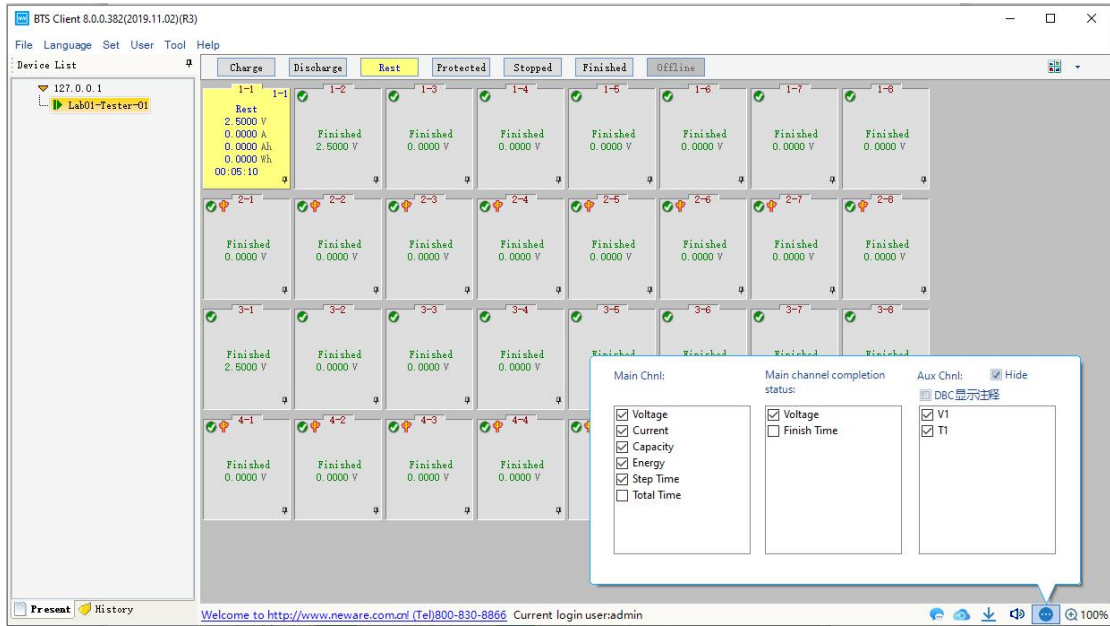 BTS Client 8.0.0.382(2019.11.02)(R3)
File Language Set User Tool Help
Device List
Charge Discharge Rest Protected Stopped Finished Offline
127.0.0.1
Lab01-Tester-01
1-1 1-1 1-2 1-3 1-4 1-5 1-6 1-7 1-8
Rest
2.5000 V
0.0000 A
0.0000 Ah
0.0000 Wh
00:05:10
Finished Finished Finished Finished Finished Finished Finished
2.5000 V 0.0000 V 0.0000 V 0.0000 V 0.0000 V 0.0000 V 0.0000 V
2-1 2-2 2-3 2-4 2-5 2-6 2-7 2-8
Finished Finished Finished Finished Finished Finished Finished Finished
0.0000 V 0.0000 V 0.0000 V 0.0000 V 0.0000 V 0.0000 V 0.0000 V 0.0000 V
3-1 3-2 3-3 3-4 3-5 3-6 3-7 3-8
Finished Finished Finished Finished Finished Finished Finished Finished
2.5000 V 0.0000 V 0.0000 V 0.0000 V
4-1 4-2 4-3 4-4
Finished Finished Finished Finished
0.0000 V 0.0000 V 0.0000 V 0.0000 V
Main Chnl:
Voltage
Current
Capacity
Energy
Step Time
Total Time
Main channel completion
status:
Voltage
Finish Time
Aux Chnl: Hide
DBC显示注释
V1
T1
Present History
Welcome to http://www.neware.com.cn! (Tel)800-830-8866 Current login user:admin
100%